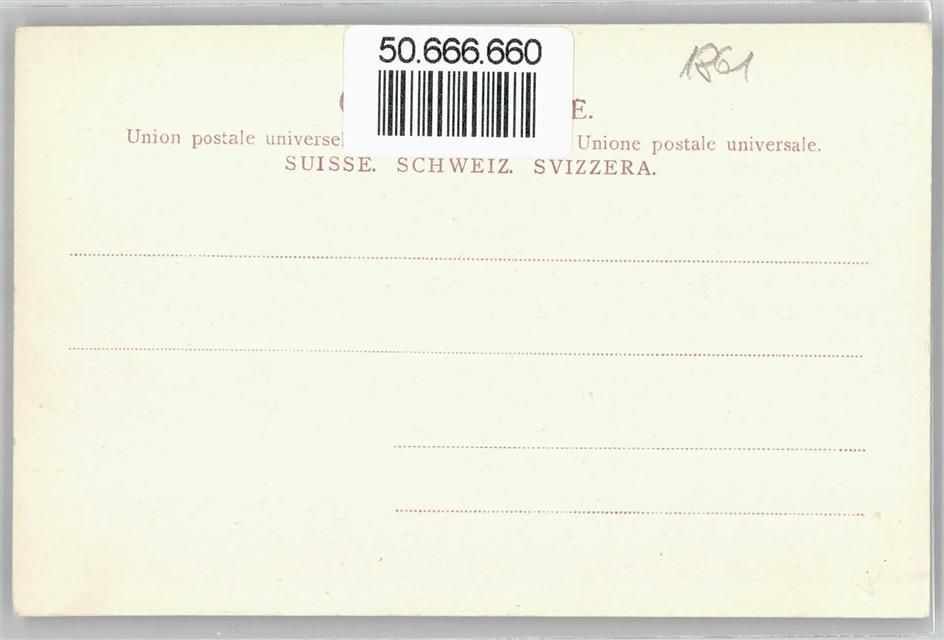 50.666.660
1861
E.
Union postale universel Unione postale universale.
SUISSE. SCHWEIZ. SVIZZERA.